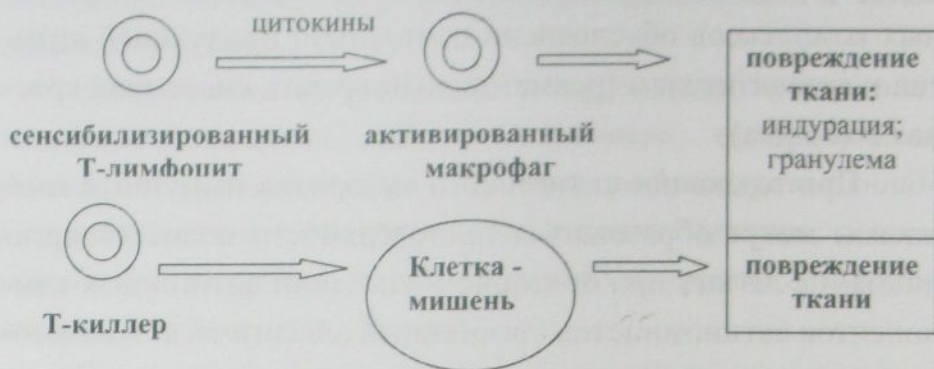 цитокины
сенсибилизированный
Т-лимфоцит
активированный
макрофаг
повреждение
ткани:
индурация;
гранулема
Т-киллер
Клетка -
мишень
повреждение
ткани